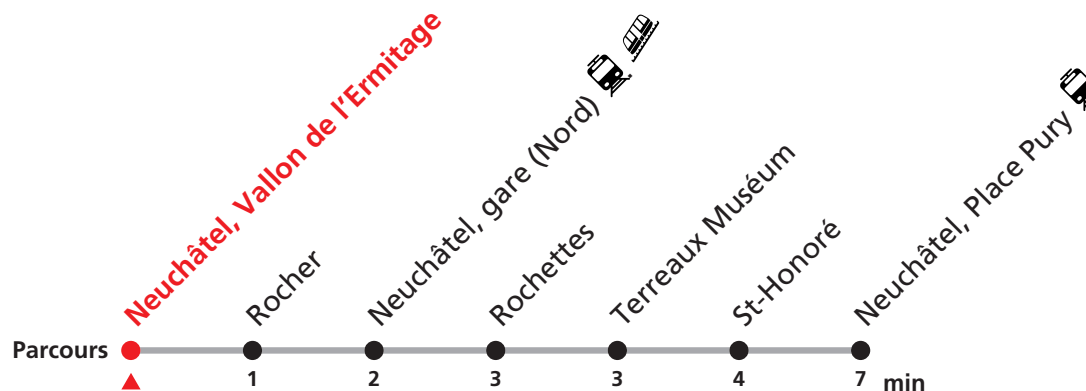 Neuchâtel, Vallon de l'Ermitage
Rocher
Neuchâtel, gare (Nord)
Rochettes
Terreaux Muséum
St-Honoré
Neuchâtel, Place Pury
Parcours
1 2 3 3 4 7 min